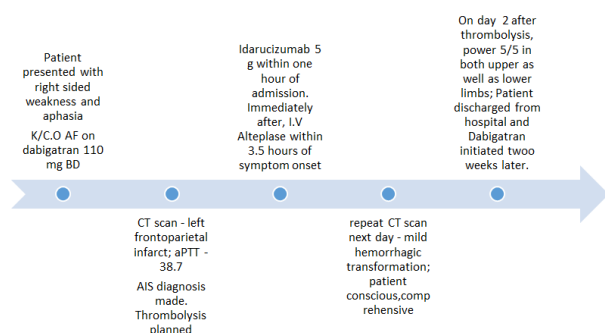 Patient
presented with
right sided
weakness and
aphasia
K/C.O AF on
dabigatran 110
mg BD
CT scan - left
frontoparietal
infarct; aPTT -
38.7
AIS diagnosis
made.
Thrombolysis
planned
Idarucizumab 5
g within one
hour of
admission.
Immediately
after, I.V
Alteplase within
3.5 hours of
symptom onset
repeat CT scan
next day - mild
hemorrhagic
transformation;
patient
conscious,comp
rehensive
On day 2 after
thrombolysis,
power 5/5 in
both upper as
well as lower
limbs; Patient
discharged from
hospital and
Dabigatran
initiated twoo
weeks later.